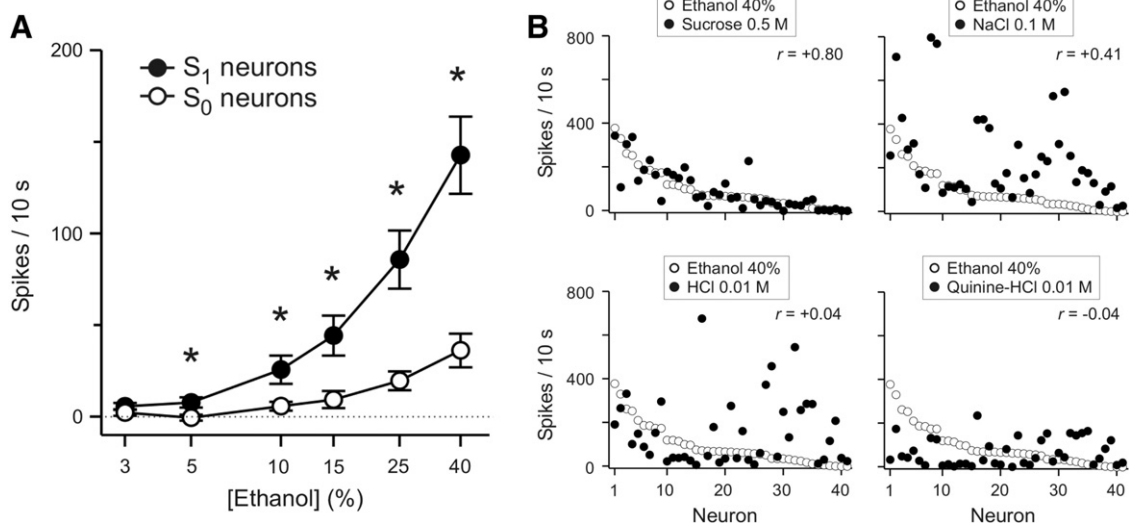 A
200
100
0
Spikes / 10 s
S1 neurons
S0 neurons
*
*
*
*
*
3 5 10 15 25 40
[Ethanol] (%)
B
Ethanol 40%
Sucrose 0.5 M
r = +0.80
800
400
0
Spikes / 10 s
Ethanol 40%
NaCl 0.1 M
r = +0.41
Ethanol 40%
HCl 0.01 M
r = +0.04
800
400
0
Spikes / 10 s
1 10 20 30 40
Neuron
Ethanol 40%
Quinine-HCl 0.01 M
r = -0.04
1 10 20 30 40
Neuron